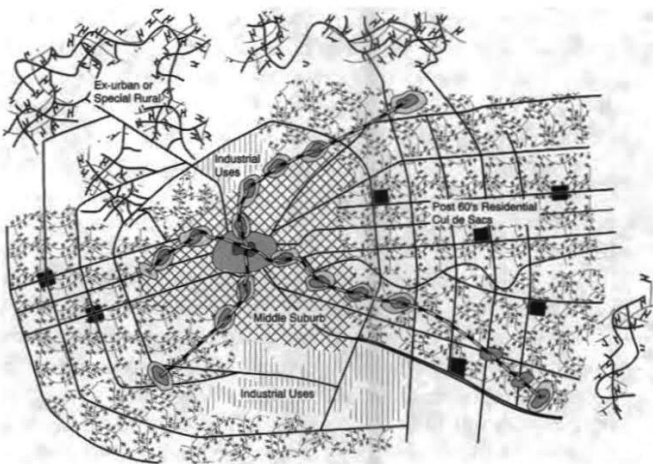 Ex-urban or
Special Rural
Industrial
Uses
Post 60's Residential
Cul de Sacs
Middle Suburb
Industrial Uses